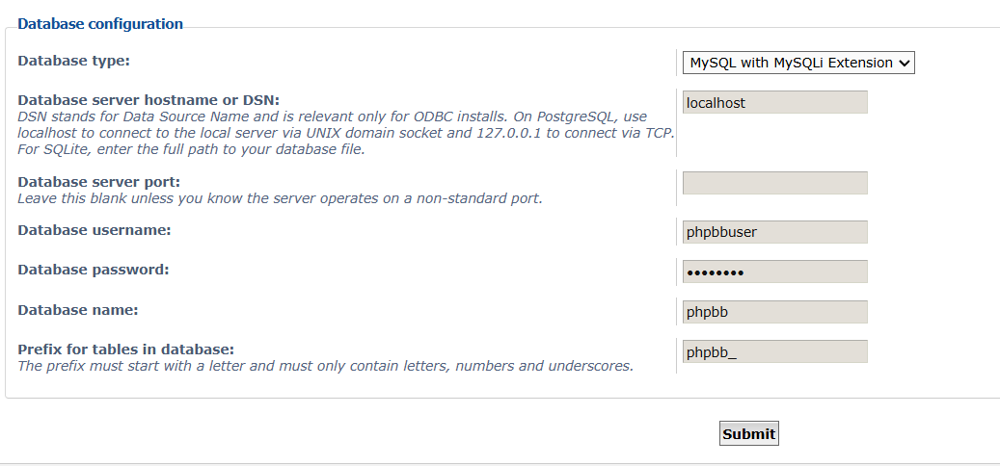 Database configuration
Database type:
MySQL with MySQLi Extension
Database server hostname or DSN:
localhost
DSN stands for Data Source Name and is relevant only for ODBC installs. On PostgreSQL, use
localhost to connect to the local server via UNIX domain socket and 127.0.0.1 to connect via TCP.
For SQLite, enter the full path to your database file.
Database server port:
Leave this blank unless you know the server operates on a non-standard port.
Database username:
phpbbuser
Database password:
••••••••
Database name:
phpbb
Prefix for tables in database:
phpbb_
The prefix must start with a letter and must only contain letters, numbers and underscores.
Submit